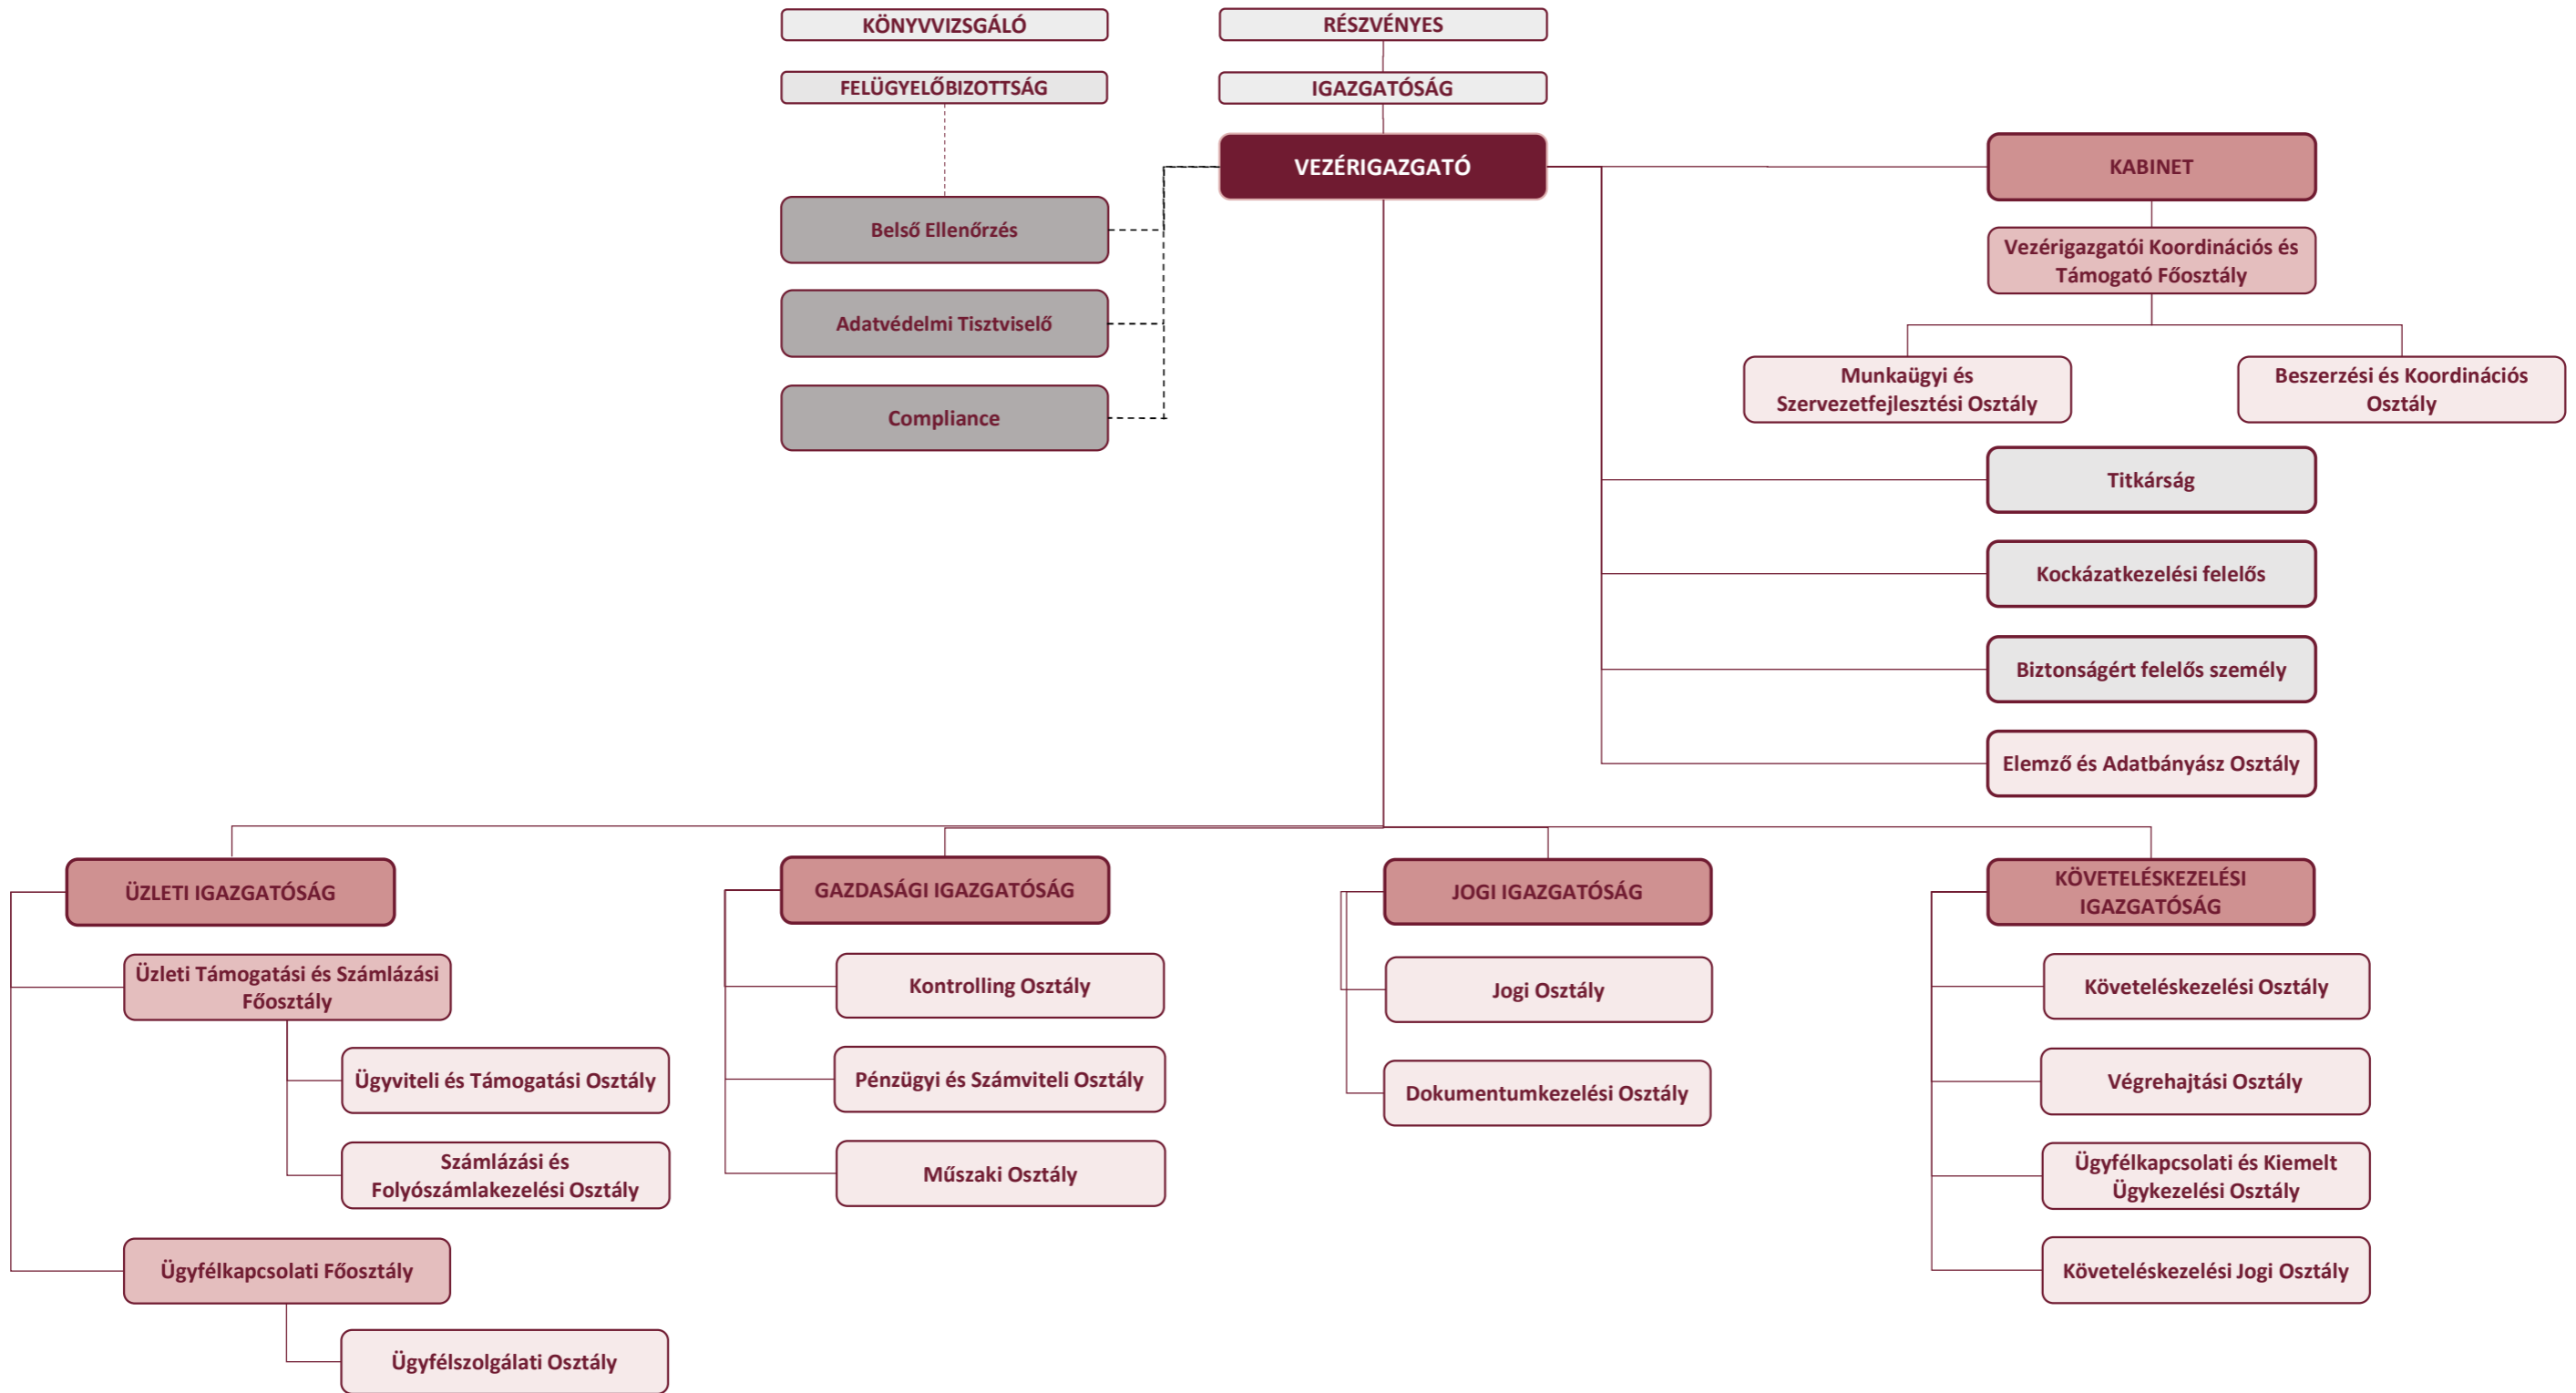 KÖNYVVIZSGÁLÓ
RÉSZVÉNYES
FELÜGYELŐBIZOTTSÁG
IGAZGATÓSÁG
VEZÉRIGAZGATÓ
KABINET
Belső Ellenőrzés
Vezérigazgatói Koordinációs és
Támogató Főosztály
Adatvédelmi Tisztviselő
Munkaügyi és
Szervezetfejlesztési Osztály
Beszerzési és Koordinációs
Osztály
Compliance
Titkárság
Kockázatkezelési felelős
Biztonságért felelős személy
Elemző és Adatbányász Osztály
ÜZLETI IGAZGATÓSÁG
Üzleti Támogatási és Számlázási
Főosztály
Ügyviteli és Támogatási Osztály
Számlázási és
Folyószámlakezelési Osztály
Ügyfélkapcsolati Főosztály
Ügyfélszolgálati Osztály
GAZDASÁGI IGAZGATÓSÁG
Kontrolling Osztály
Pénzügyi és Számviteli Osztály
Műszaki Osztály
JOGI IGAZGATÓSÁG
Jogi Osztály
Dokumentumkezelési Osztály
KÖVETELÉSKEZELÉSI
IGAZGATÓSÁG
Követeléskezelési Osztály
Végrehajtási Osztály
Ügyfélkapcsolati és Kiemelt
Ügykezelési Osztály
Követeléskezelési Jogi Osztály